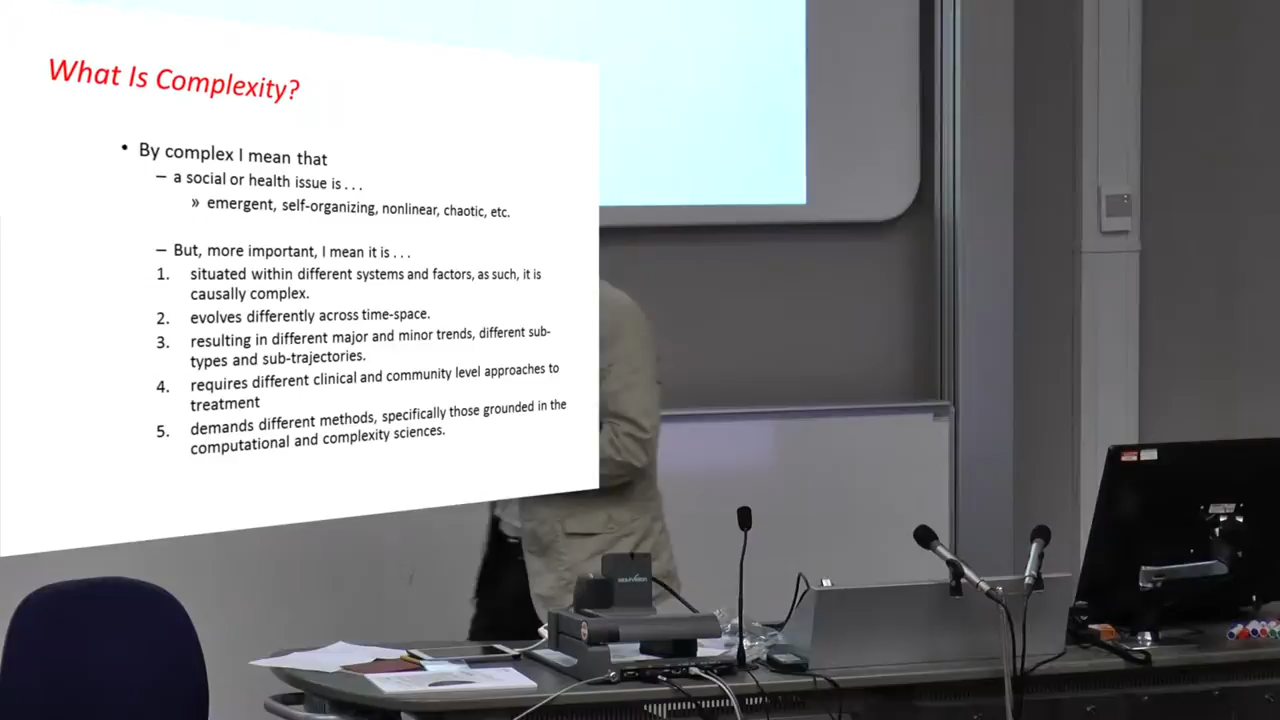 What Is Complexity?
• By complex I mean that
– a social or health issue is . . .
» emergent, self-organizing, nonlinear, chaotic, etc.
– But, more important, I mean it is . . .
1. situated within different systems and factors, as such, it is
causally complex.
2. evolves differently across time-space.
3. resulting in different major and minor trends, different sub-
types and sub-trajectories.
4. requires different clinical and community level approaches to
treatment
5. demands different methods, specifically those grounded in the
computational and complexity sciences.